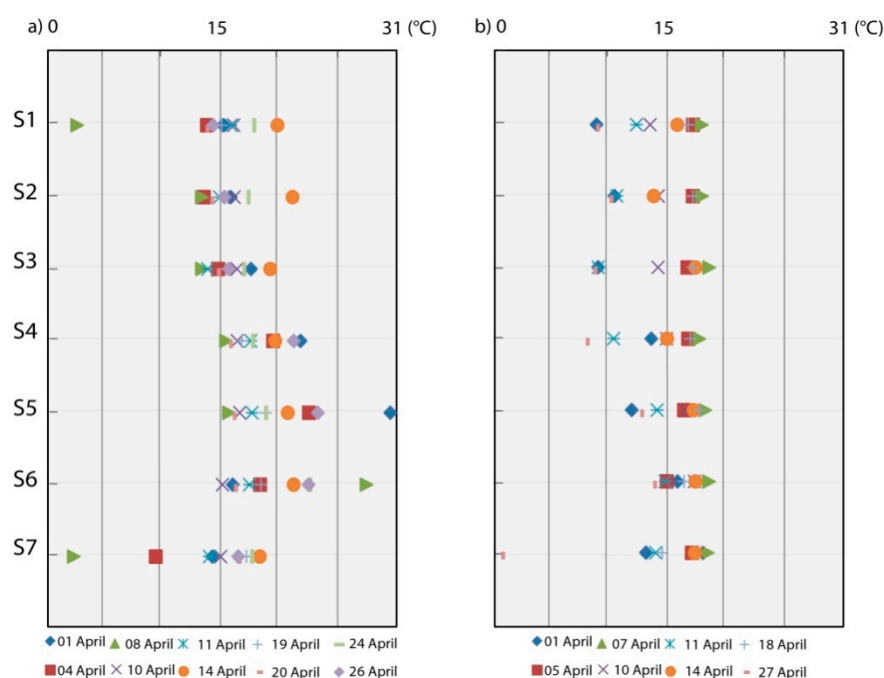 a) 0 15 31 (°C) b) 0 15 31 (°C)
S1
S2
S3
S4
S5
S6
S7
01 April 08 April 11 April 19 April 24 April 01 April 07 April 11 April 18 April
04 April 10 April 14 April 20 April 26 April 05 April 10 April 14 April 27 April